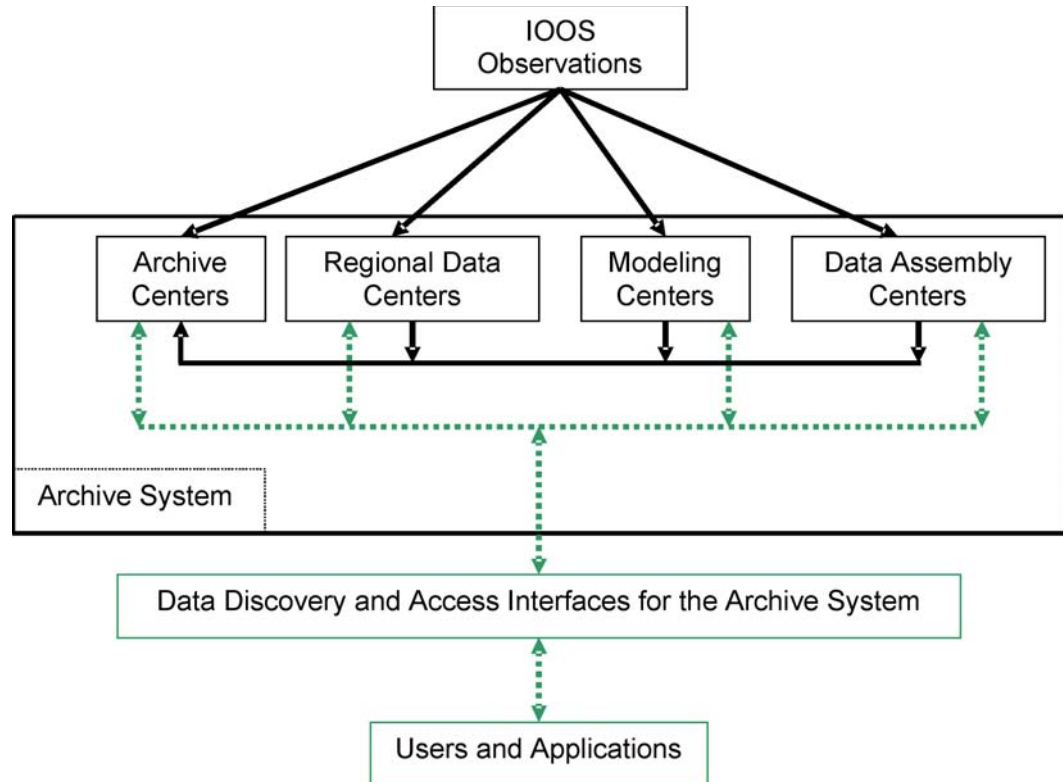 IOOS
Observations
Archive
Centers
Regional Data
Centers
Modeling
Centers
Data Assembly
Centers
Archive System
Data Discovery and Access Interfaces for the Archive System
Users and Applications